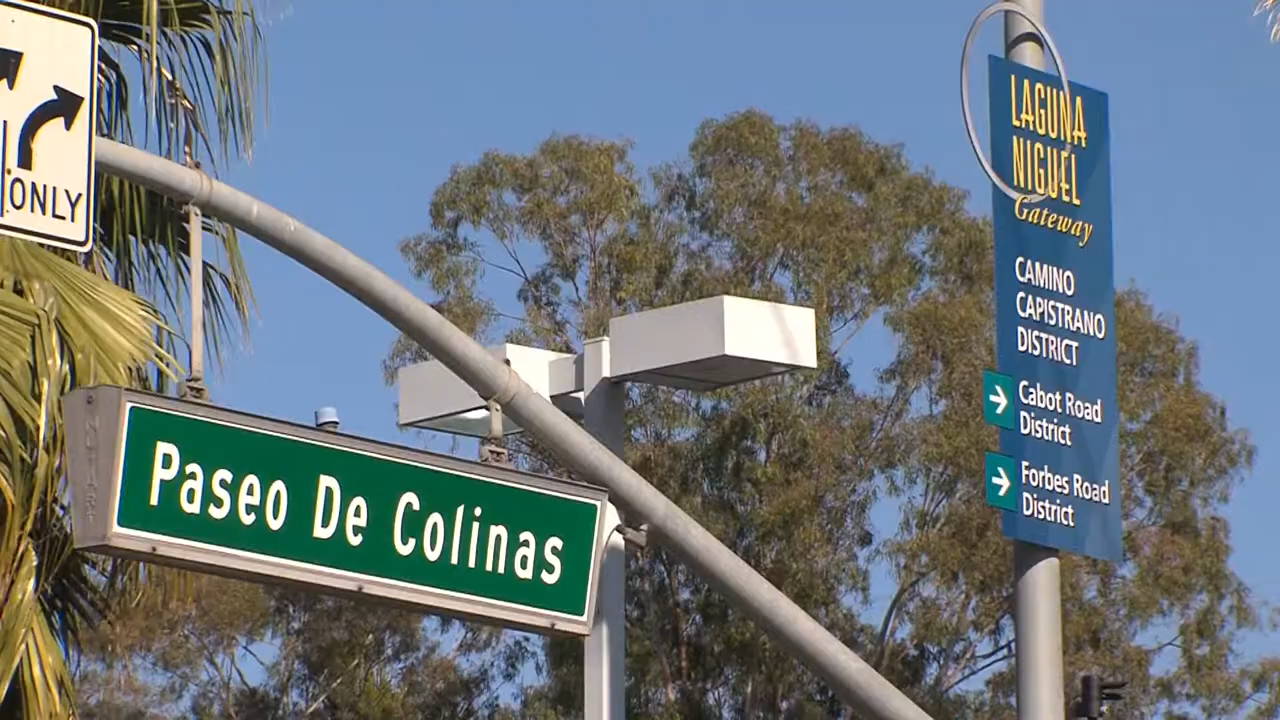 ONLY
Paseo De Colinas
LAGUNA
NIGUEL
Gateway
CAMINO
CAPISTRANO
DISTRICT
Cabot Road
District
Forbes Road
District